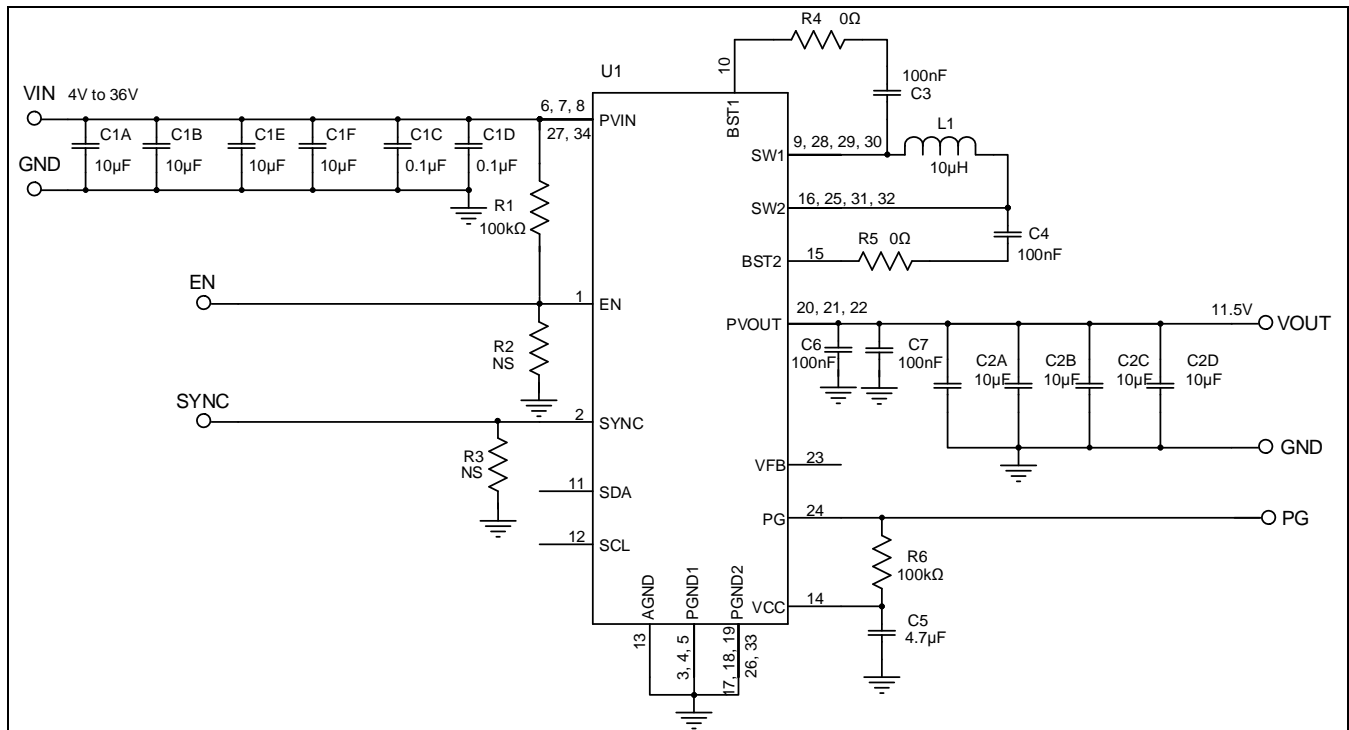 R4 0Ω
10
100nF
C3
U1
BST1
VIN 4V to 36V
6, 7, 8
27, 34
PVIN
C1A
10µF
C1B
10µF
C1E
10µF
C1F
10µF
C1C
0.1µF
C1D
0.1µF
GND
L1
10µH
SW1
9, 28, 29, 30
R1
100kΩ
SW2
16, 25, 31, 32
C4
100nF
R5 0Ω
BST2
15
EN
1
EN
PVOUT
20, 21, 22
11.5V
VOUT
R2
NS
C6
100nF
C7
100nF
C2A
10µF
C2B
10µF
C2C
10µF
C2D
10µF
SYNC
2
SYNC
GND
R3
NS
VFB
23
11
SDA
PG
24
PG
12
SCL
R6
100kΩ
AGND
PGND1
PGND2
VCC
14
C5
4.7µF
13
3, 4, 5
17, 18, 19
26, 33